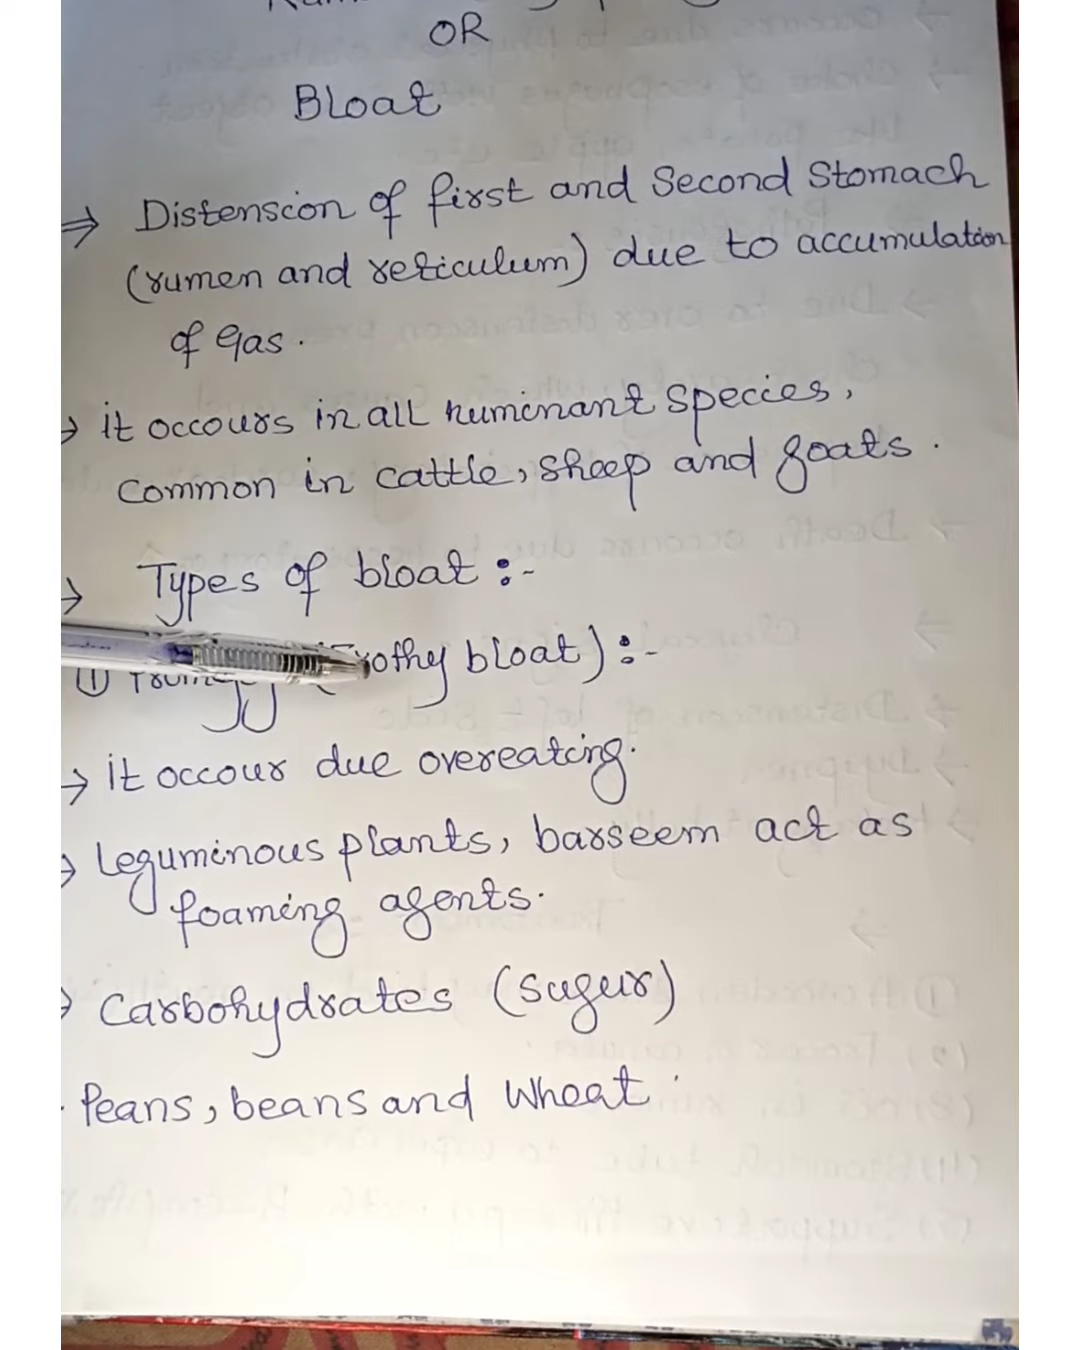 OR
Bloat
⇒ Distenscon of first and Second Stomach
(rumen and reticulum) due to accumulation
of Gas.
→ it occours in all ruminant species,
common in cattle, sheep and goats.
→ Types of bloat :-
① (Frothy bloat) :-
→ it occour due overeating.
→ leguminous plants, barseem act as
foaming agents.
→ Carbohydrates (sugur)
Peans, beans and wheat.